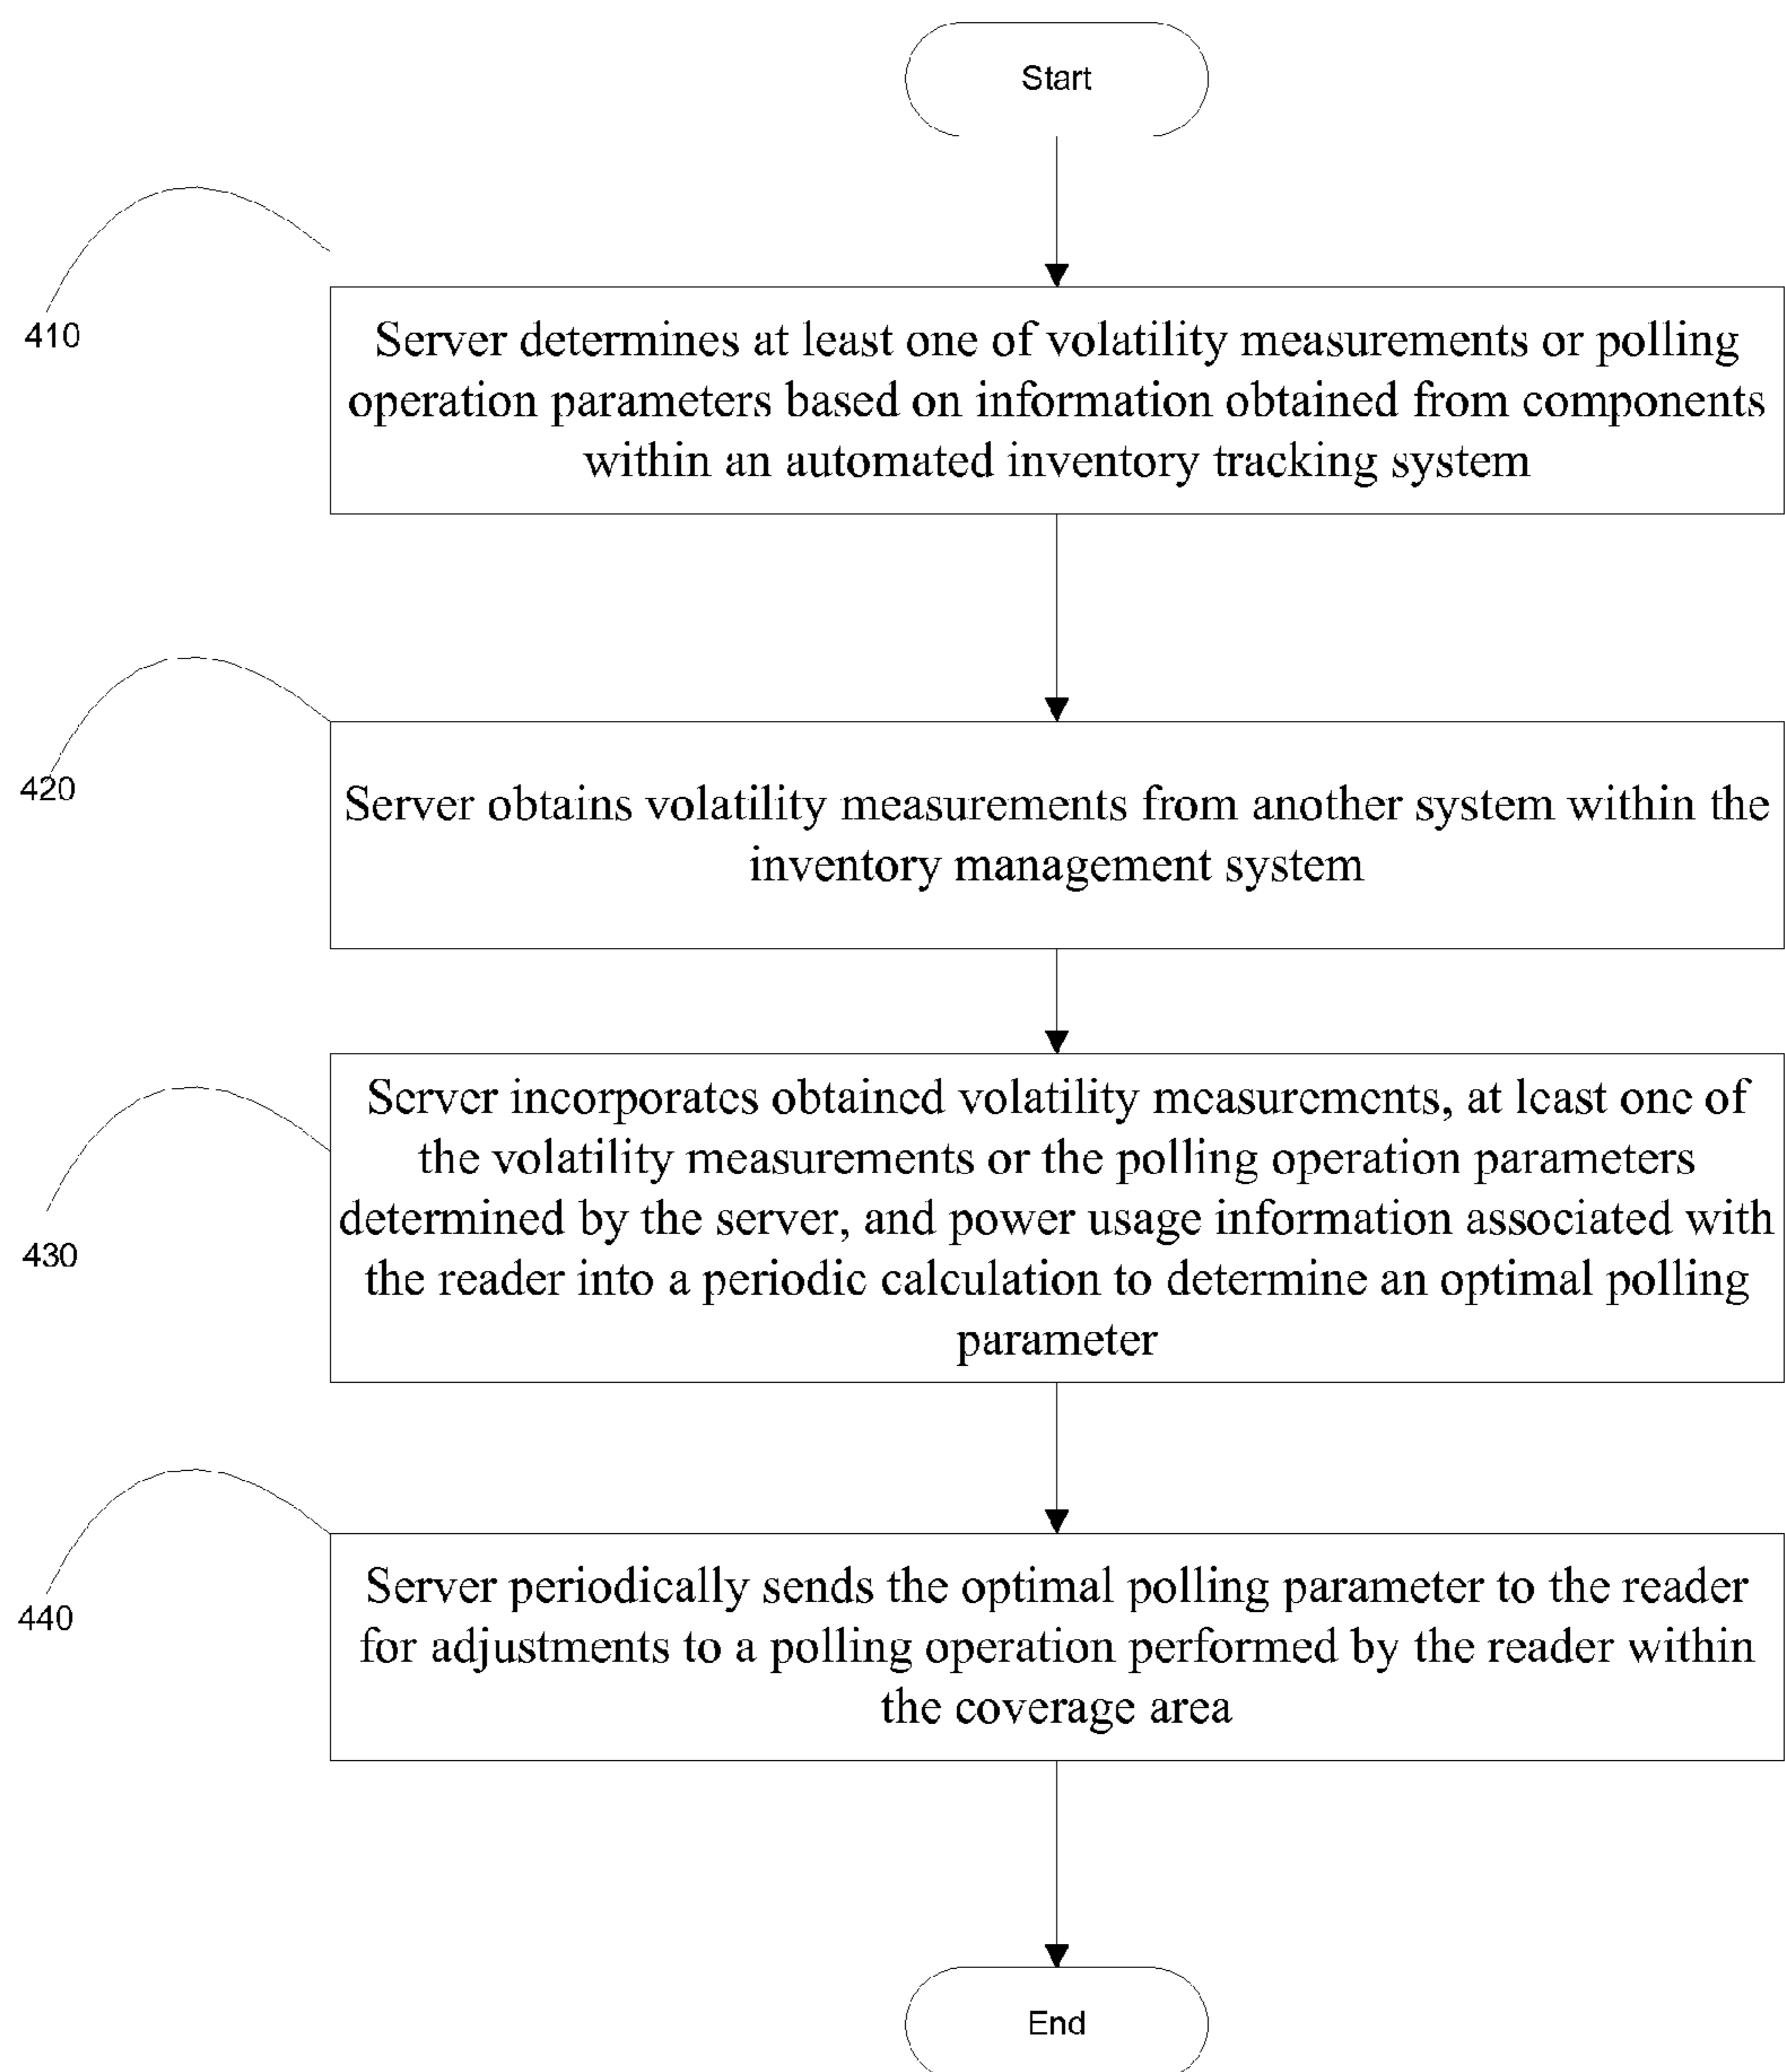 Start
410
Server determines at least one of volatility measurements or polling
operation parameters based on information obtained from components
within an automated inventory tracking system
420
Server obtains volatility measurements from another system within the
inventory management system
430
Server incorporates obtained volatility measurements, at least one of
the volatility measurements or the polling operation parameters
determined by the server, and power usage information associated with
the reader into a periodic calculation to determine an optimal polling
parameter
440
Server periodically sends the optimal polling parameter to the reader
for adjustments to a polling operation performed by the reader within
the coverage area
End